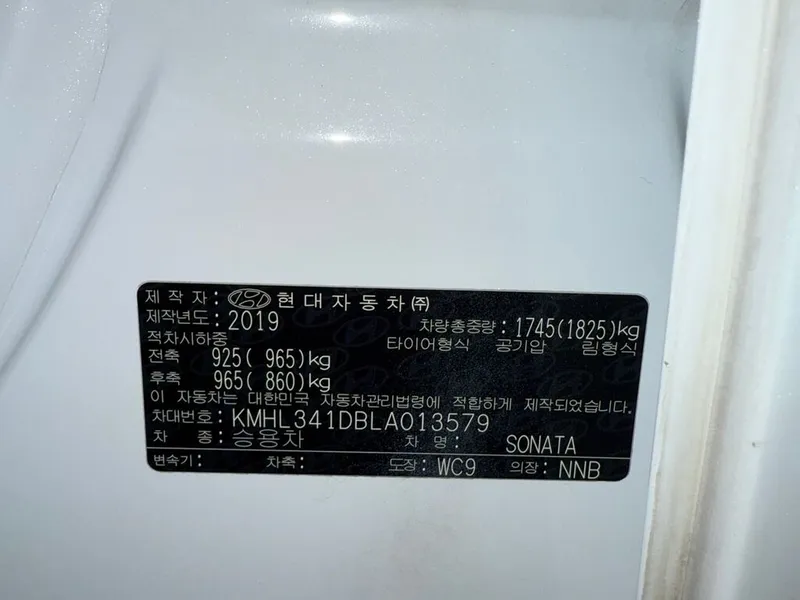 제 작 자 : 현대자동차(주)
제작년도 : 2019 차량총중량 : 1745(1825)kg
적차시하중 타이어형식 공기압 림형식
전축 925( 965)kg
후축 965( 860)kg
이 자동차는 대한민국 자동차관리법령에 적합하게 제작되었습니다.
차대번호 : KMHL341DBLA013579
차 종 : 승용차 차 명 : SONATA
변속기 : 차축 : 도장 : WC9 의장 : NNB